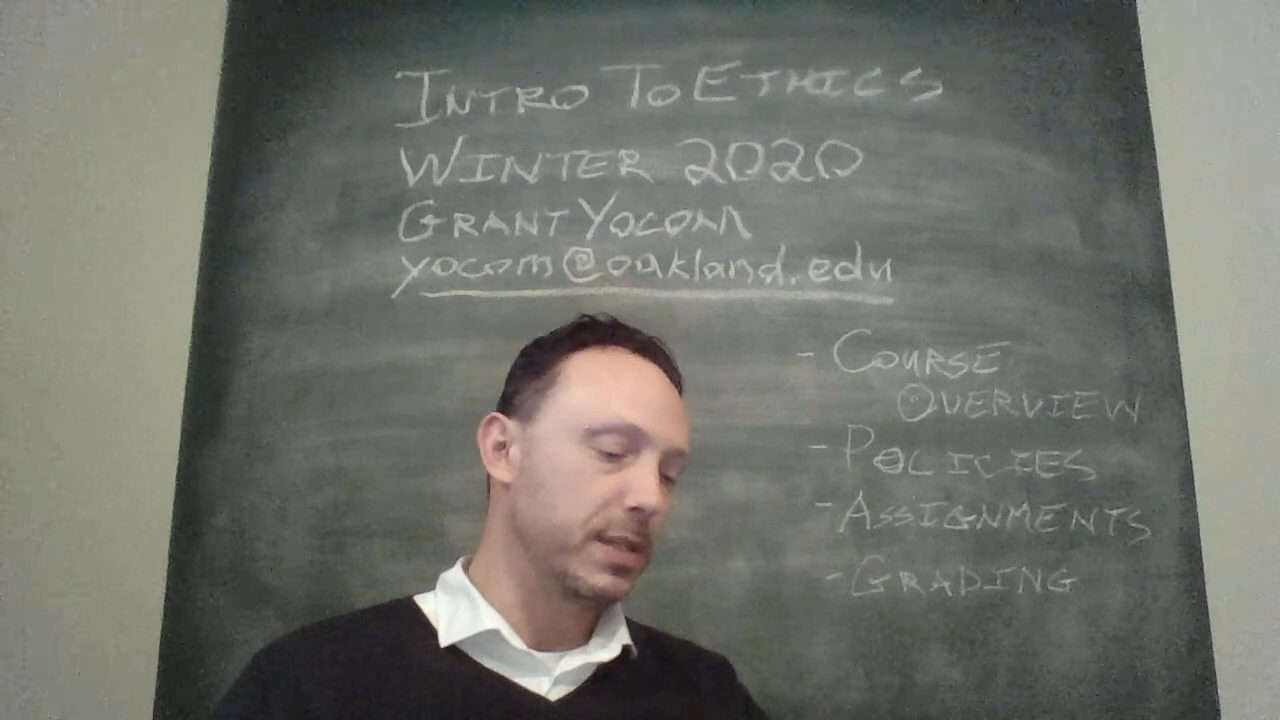 INTRO TO ETHICS
WINTER 2020
GRANT YOCOM
yocom@oakland.edu
- COURSE
OVERVIEW
- POLICIES
- ASSIGNMENTS
- GRADING